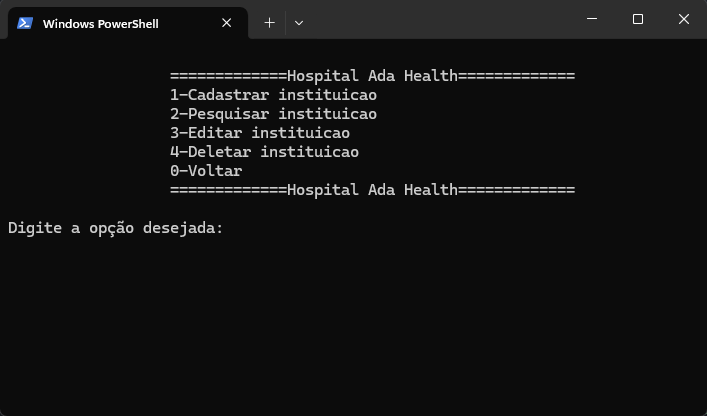 Windows PowerShell
=============Hospital Ada Health=============
1-Cadastrar instituicao
2-Pesquisar instituicao
3-Editar instituicao
4-Deletar instituicao
0-Voltar
=============Hospital Ada Health=============
Digite a opção desejada: